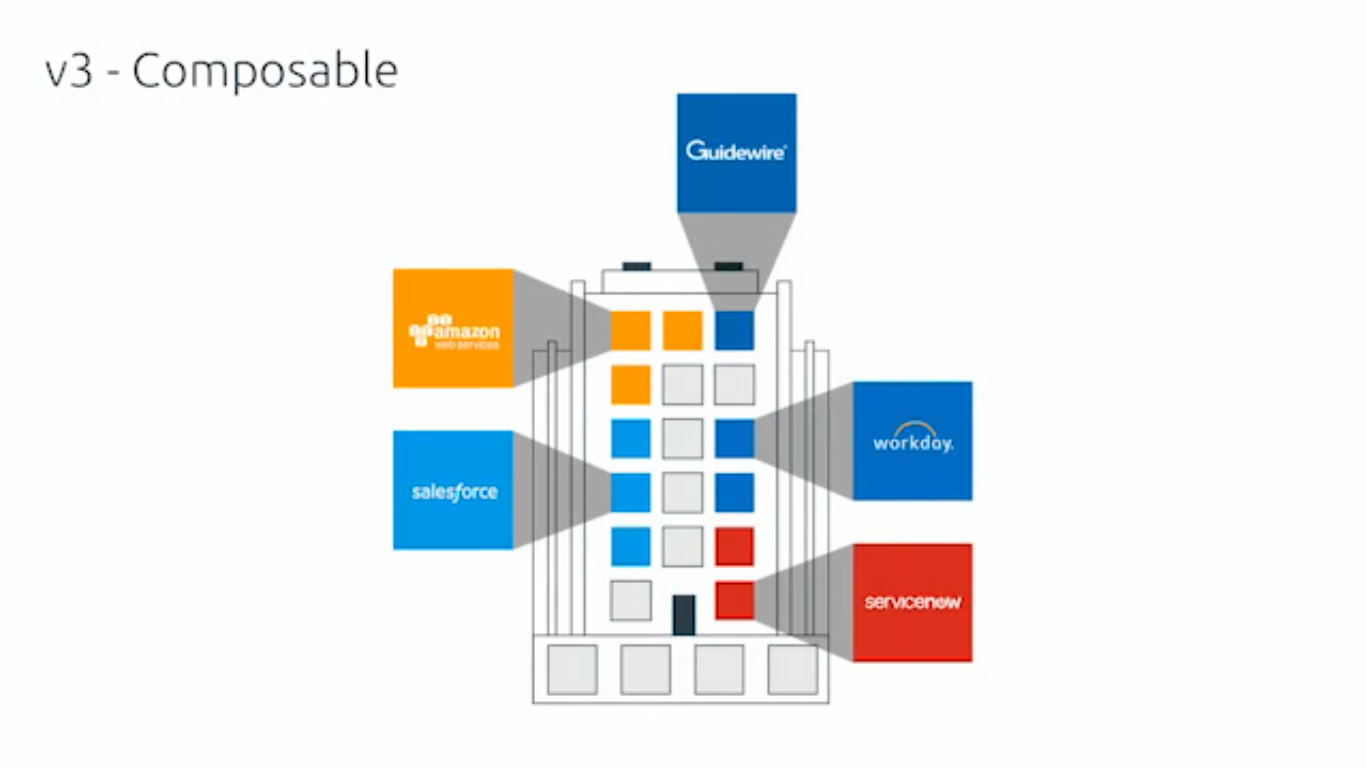 v3 - Composable
Guidewire
amazon
web services
salesforce
workday.
servicenow